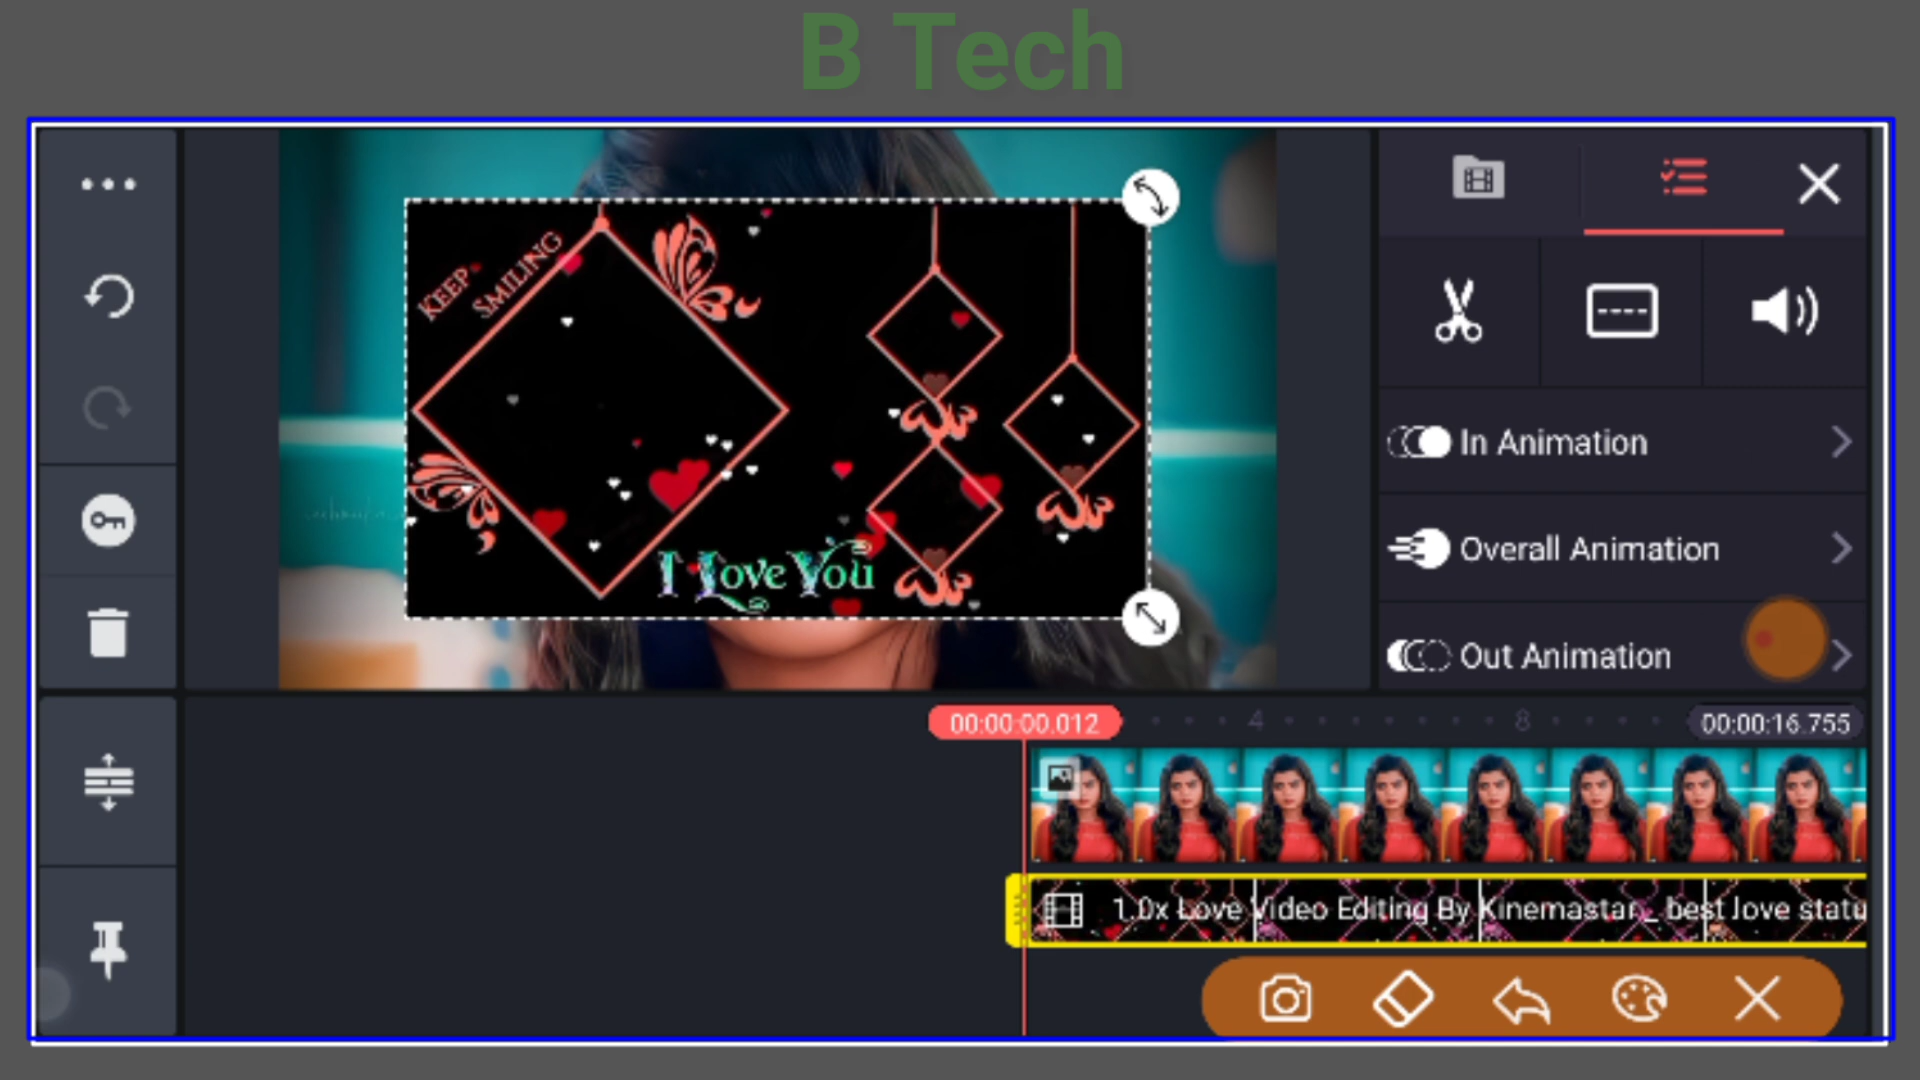 B Tech
KEEP
SMILING
I Love You
In Animation
Overall Animation
Out Animation
00:00:00.012
4
8
00:00:16.755
1.0x Love Video Editing By Kinemastar _ best love statu